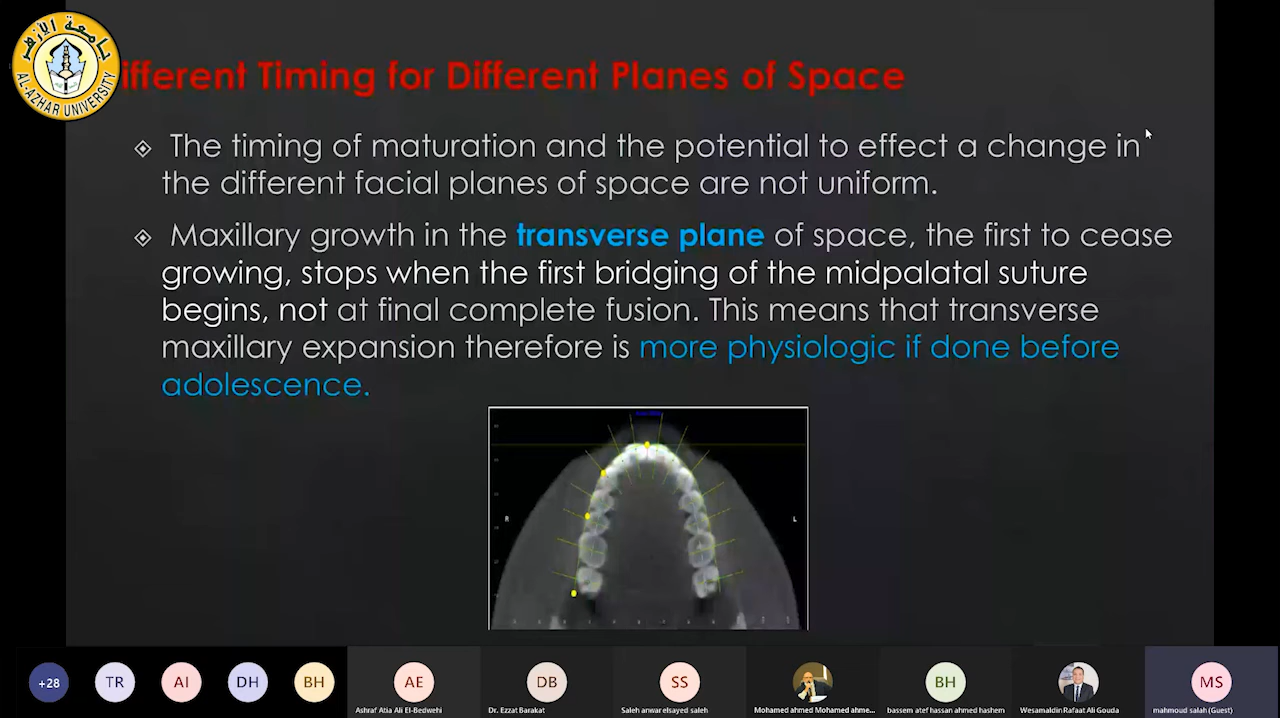 جامعة الأزهر
AL-AZHAR UNIVERSITY
ifferent Timing for Different Planes of Space
The timing of maturation and the potential to effect a change in
the different facial planes of space are not uniform.
Maxillary growth in the transverse plane of space, the first to cease
growing, stops when the first bridging of the midpalatal suture
begins, not at final complete fusion. This means that transverse
maxillary expansion therefore is more physiologic if done before
adolescence.
R
L
+28
TR
AI
DH
BH
AE
DB
SS
BH
MS
Ashraf Atia Ali El-Bedwehi
Dr. Ezzat Barakat
Saleh anwar elsayed saleh
Mohamed ahmed Mohamed ahme...
bassem atef hassan ahmed hashem
Wesamaldin Rafaat Ali Gouda
mahmoud salah (Guest)